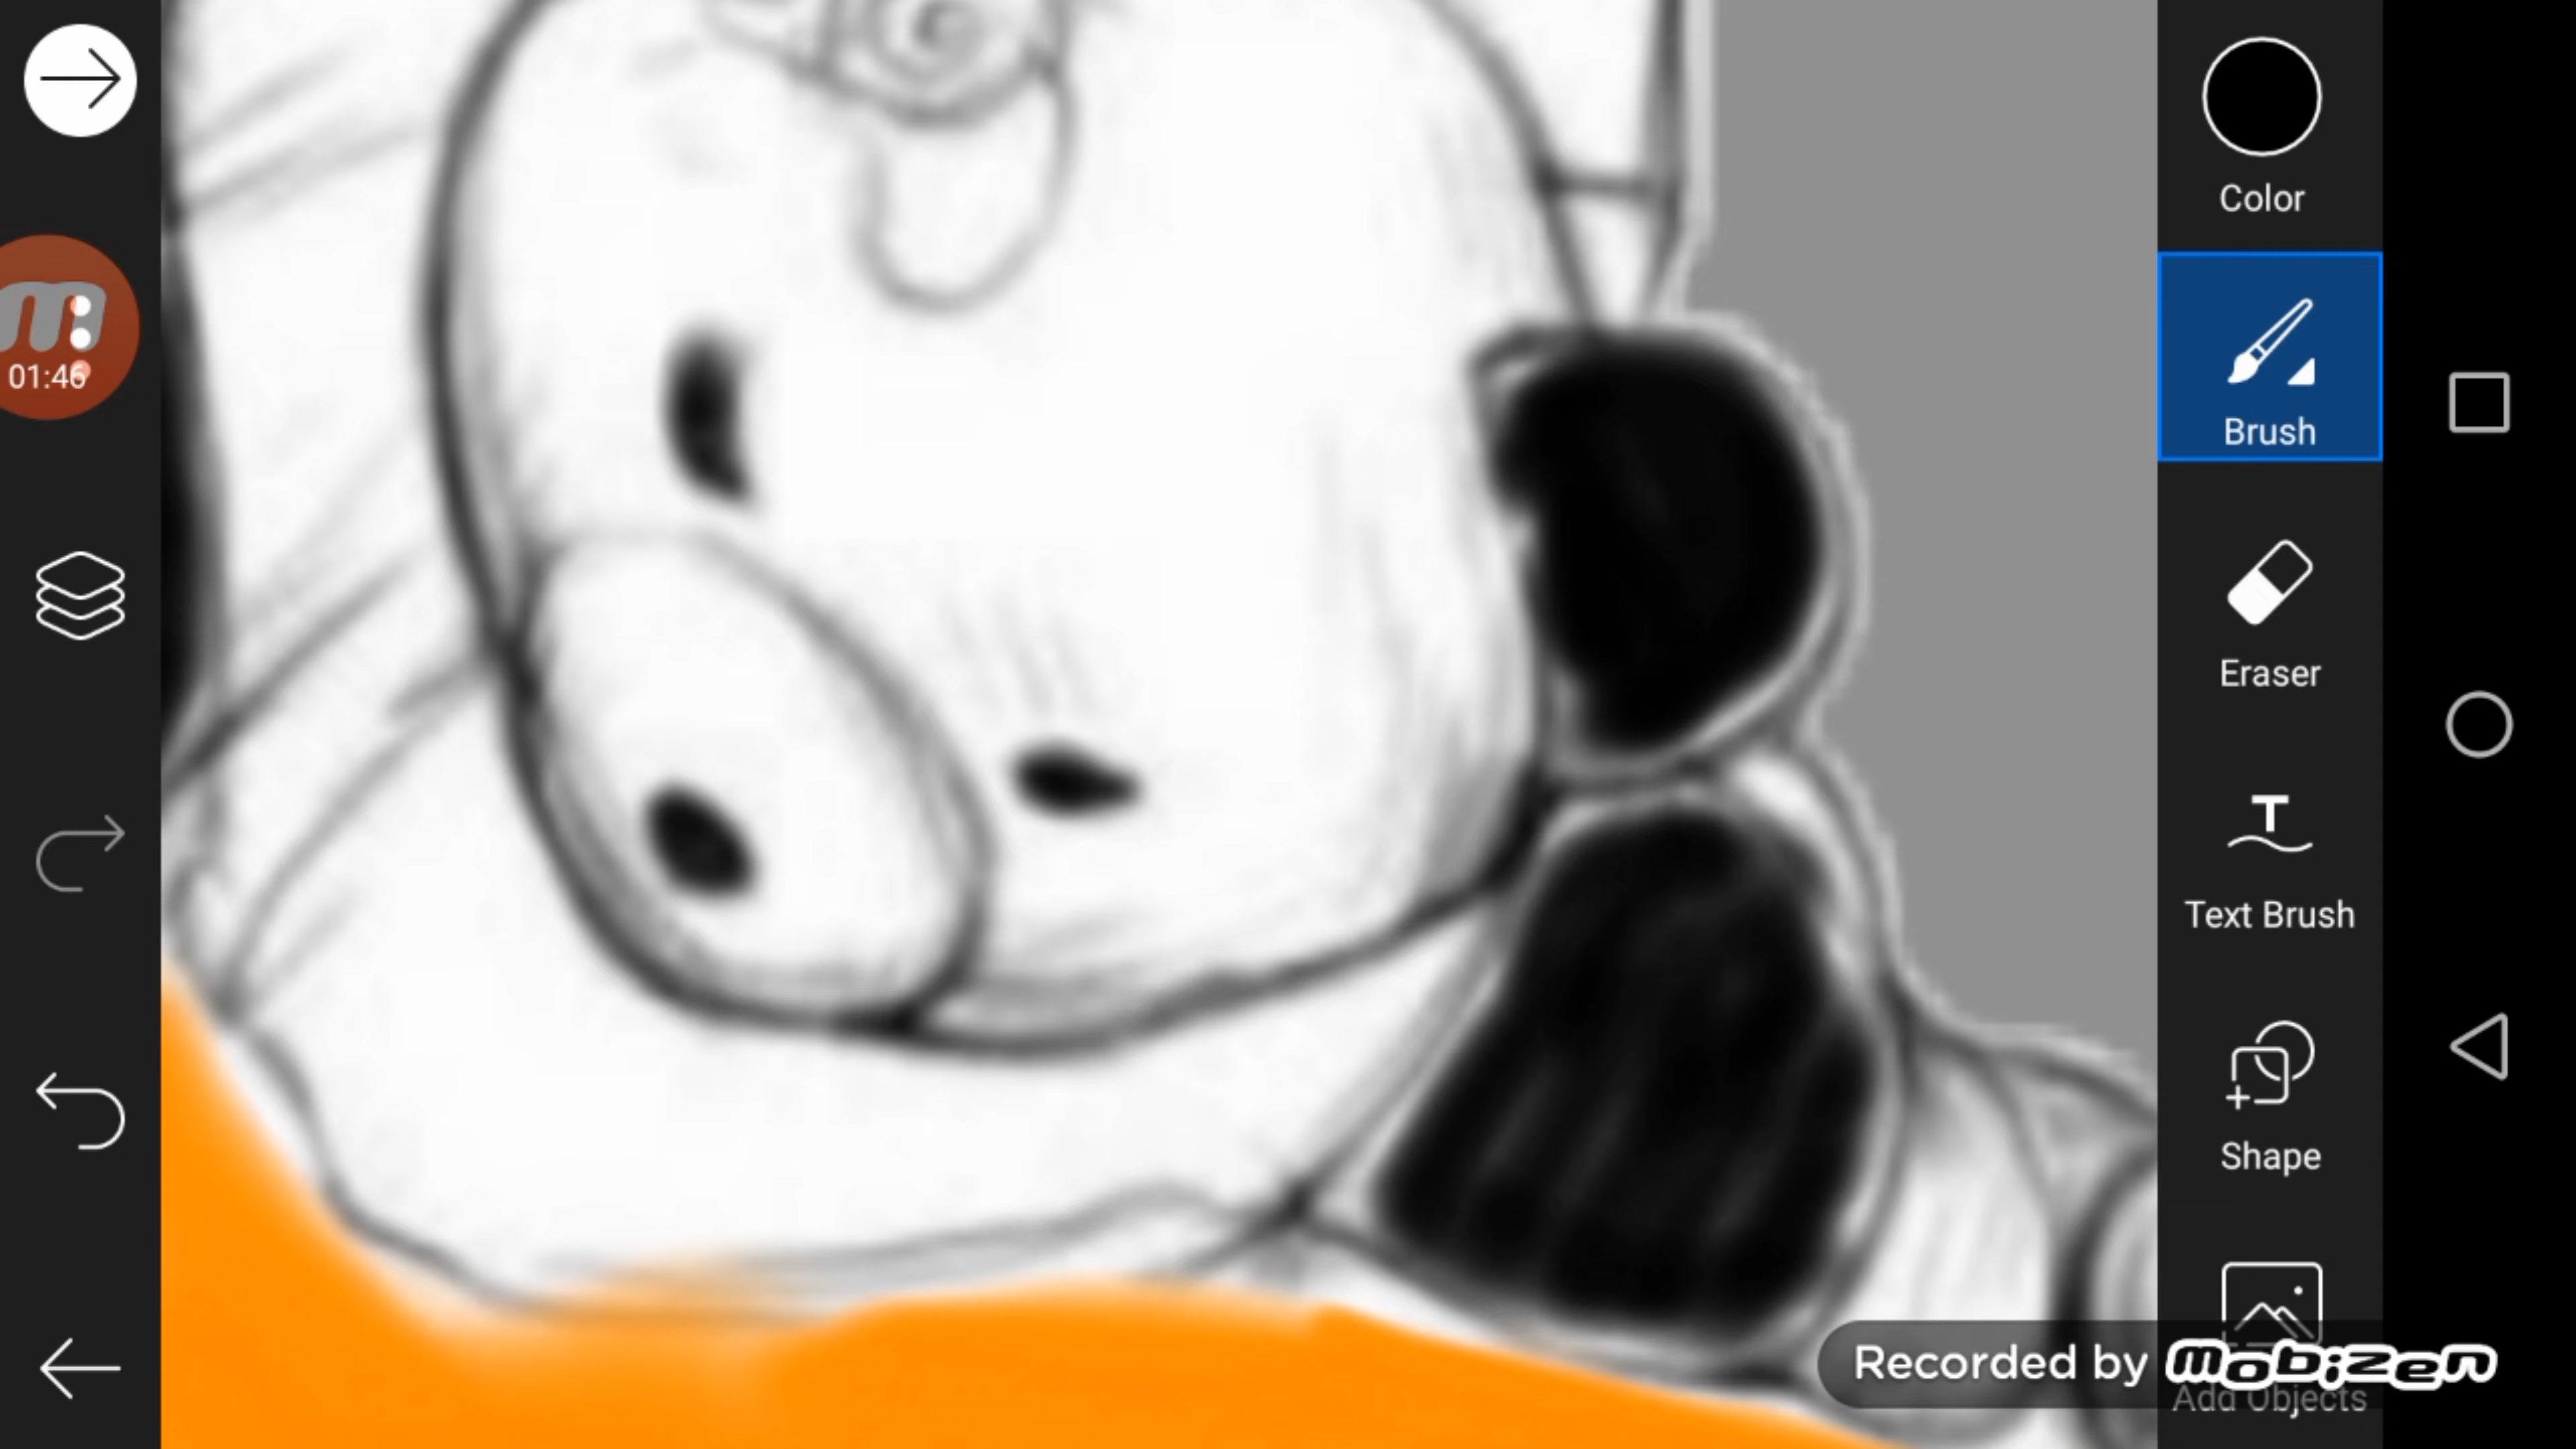 Color
01:46
Brush
Eraser
Text Brush
Shape
Recorded by mobizen
Add Objects